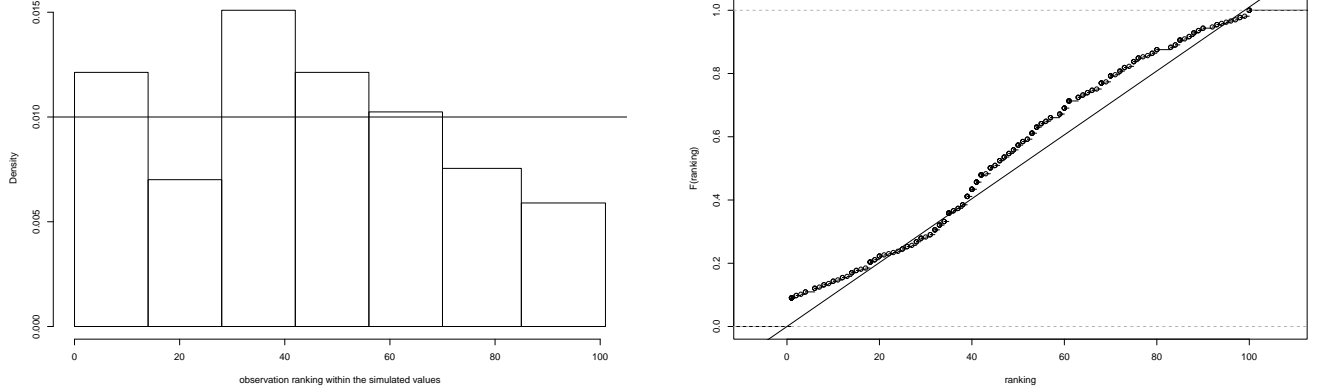 0.015
0.010
0.005
0.000
Density
0 20 40 60 80 100
observation ranking within the simulated values
1.0
0.8
0.6
0.4
0.2
0.0
F(ranking)
0 20 40 60 80 100
ranking